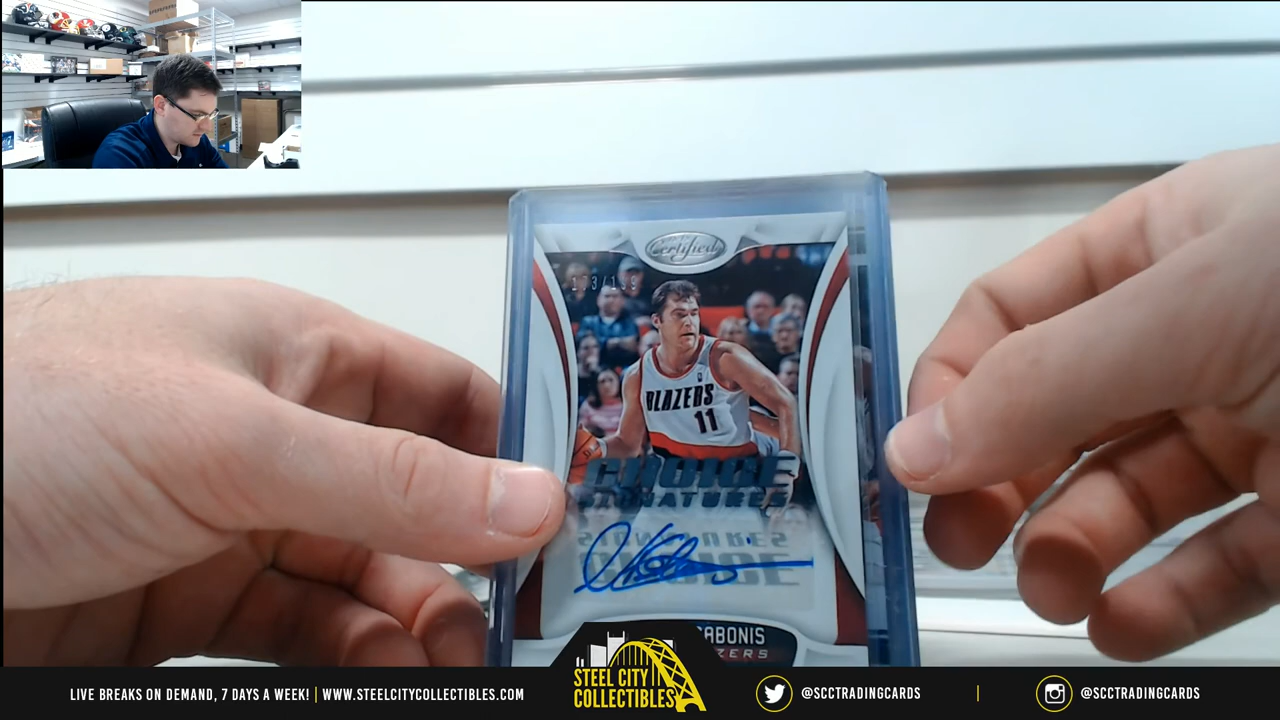 Certified
BLAZERS
11
CHOICE
SIGNATURES
ABONIS
ZERS
STEEL CITY
COLLECTIBLES
LIVE BREAKS ON DEMAND, 7 DAYS A WEEK! | WWW.STEELCITYCOLLECTIBLES.COM
@SCCTRADINGCARDS | @SCCTRADINGCARDS